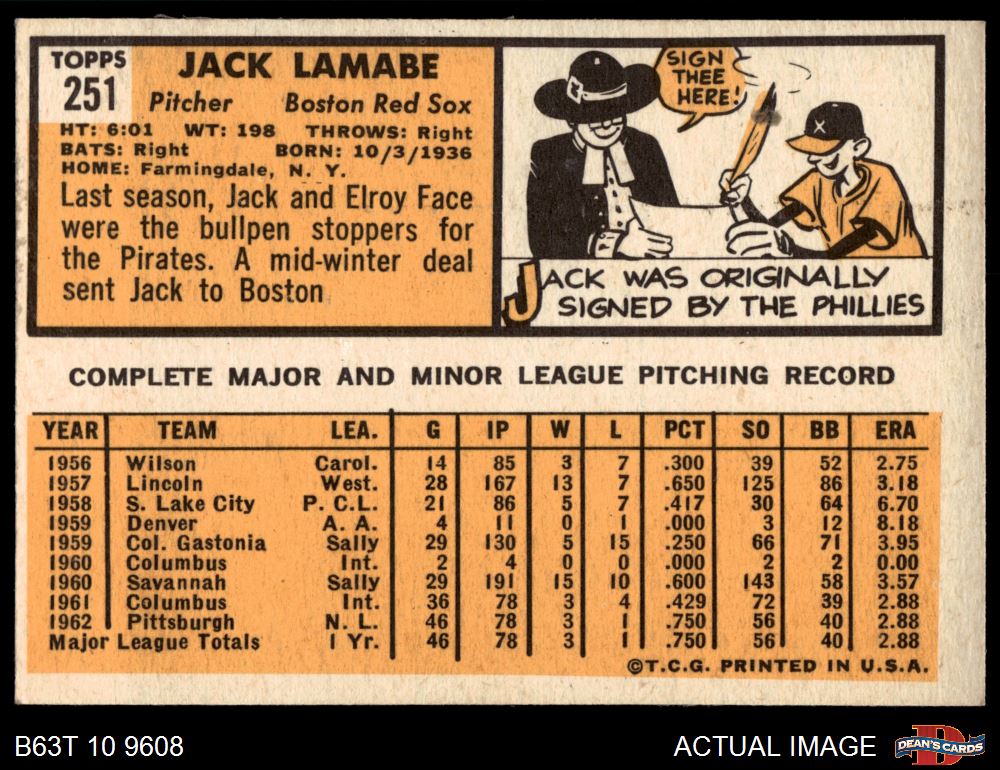 TOPPS
251
JACK LAMABE
Pitcher Boston Red Sox
HT: 6:01 WT: 198 THROWS: Right
BATS: Right BORN: 10/3/1936
HOME: Farmingdale, N. Y.
Last season, Jack and Elroy Face
were the bullpen stoppers for
the Pirates. A mid-winter deal
sent Jack to Boston
SIGN
THEE
HERE!
JACK WAS ORIGINALLY
SIGNED BY THE PHILLIES
COMPLETE MAJOR AND MINOR LEAGUE PITCHING RECORD
YEAR TEAM LEA. G IP W L PCT SO BB ERA
1956 Wilson Carol. 14 85 3 7 .300 39 52 2.75
1957 Lincoln West. 28 167 13 7 .650 125 86 3.18
1958 S. Lake City P. C.L. 21 86 5 7 .417 30 64 6.70
1959 Denver A. A. 4 11 0 1 .000 3 12 8.18
1959 Col. Gastonia Sally 29 130 5 15 .250 66 71 3.95
1960 Columbus Int. 2 4 0 0 .000 2 2 0.00
1960 Savannah Sally 29 191 15 10 .600 143 58 3.57
1961 Columbus Int. 36 78 3 4 .429 72 39 2.88
1962 Pittsburgh N. L. 46 78 3 1 .750 56 40 2.88
Major League Totals 1 Yr. 46 78 3 1 .750 56 40 2.88
©T.C.G. PRINTED IN U.S.A.
B63T 10 9608
ACTUAL IMAGE
D
DEAN'S CARDS